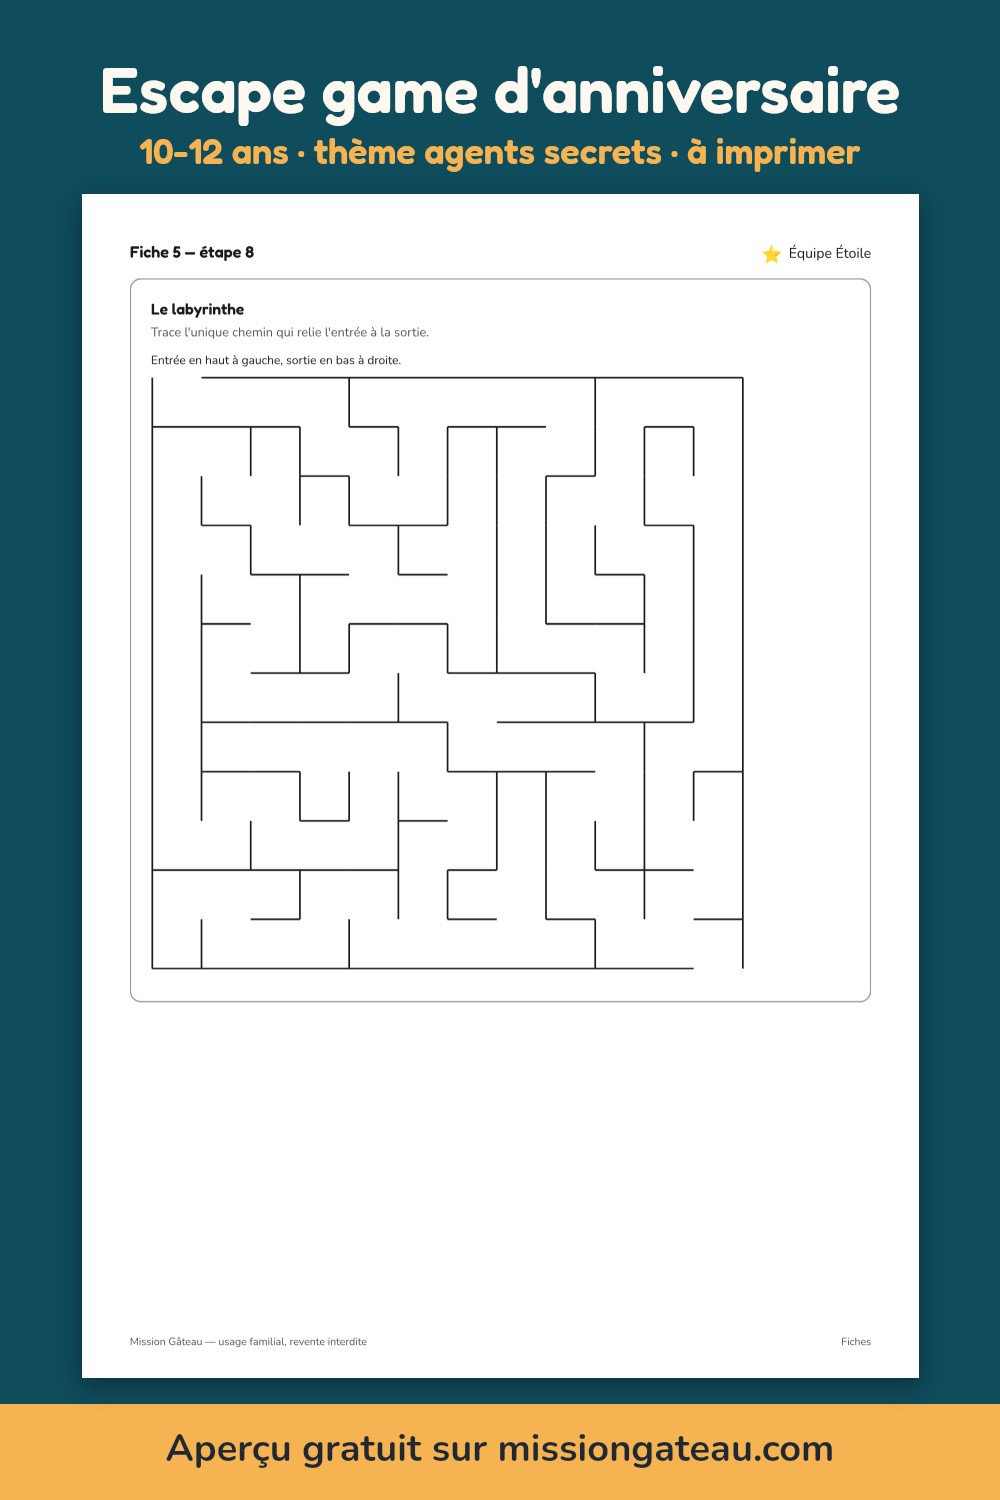 Escape game d'anniversaire
10-12 ans · thème agents secrets · à imprimer
Fiche 5 – étape 8
⭐ Équipe Étoile
Le labyrinthe
Trace l'unique chemin qui relie l'entrée à la sortie.
Entrée en haut à gauche, sortie en bas à droite.
Mission Gâteau — usage familial, revente interdite
Fiches
Aperçu gratuit sur missiongateau.com